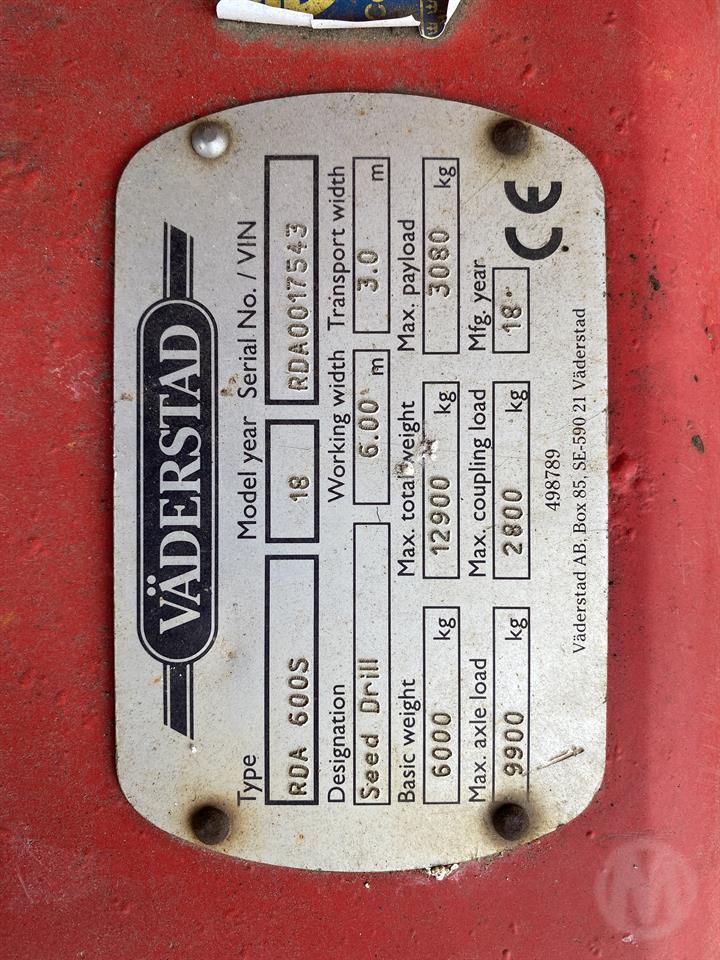 VÄDERSTAD
Type Model year Serial No. / VIN
RDA 600S 18 RDA0017543
Designation Working width Transport width
Seed Drill 6.00 m 3.0 m
Basic weight Max. total weight Max. payload
6000 kg 12900 kg 3080 kg
Max. axle load Max. coupling load Mfg. year
9900 kg 2800 kg 18
CE
498789
Väderstad AB, Box 85, SE-590 21 Väderstad